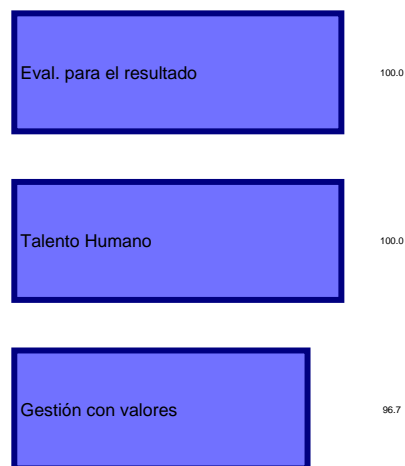 Eval. para el resultado 100.0
Talento Humano 100.0
Gestión con valores 96.7